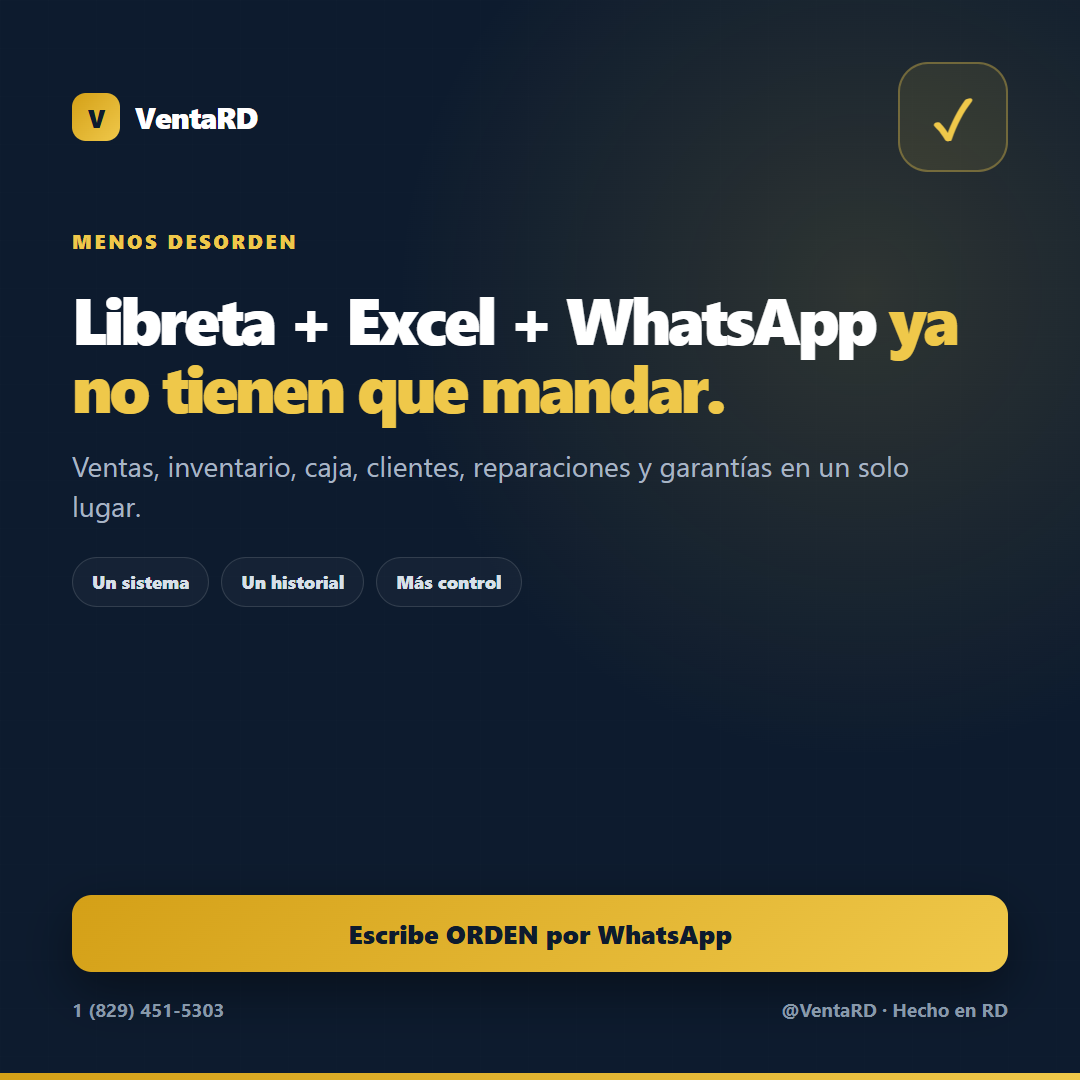 V VentaRD
✓
MENOS DESORDEN
Libreta + Excel + WhatsApp ya
no tienen que mandar.
Ventas, inventario, caja, clientes, reparaciones y garantías en un solo
lugar.
Un sistema Un historial Más control
Escribe ORDEN por WhatsApp
1 (829) 451-5303 @VentaRD · Hecho en RD